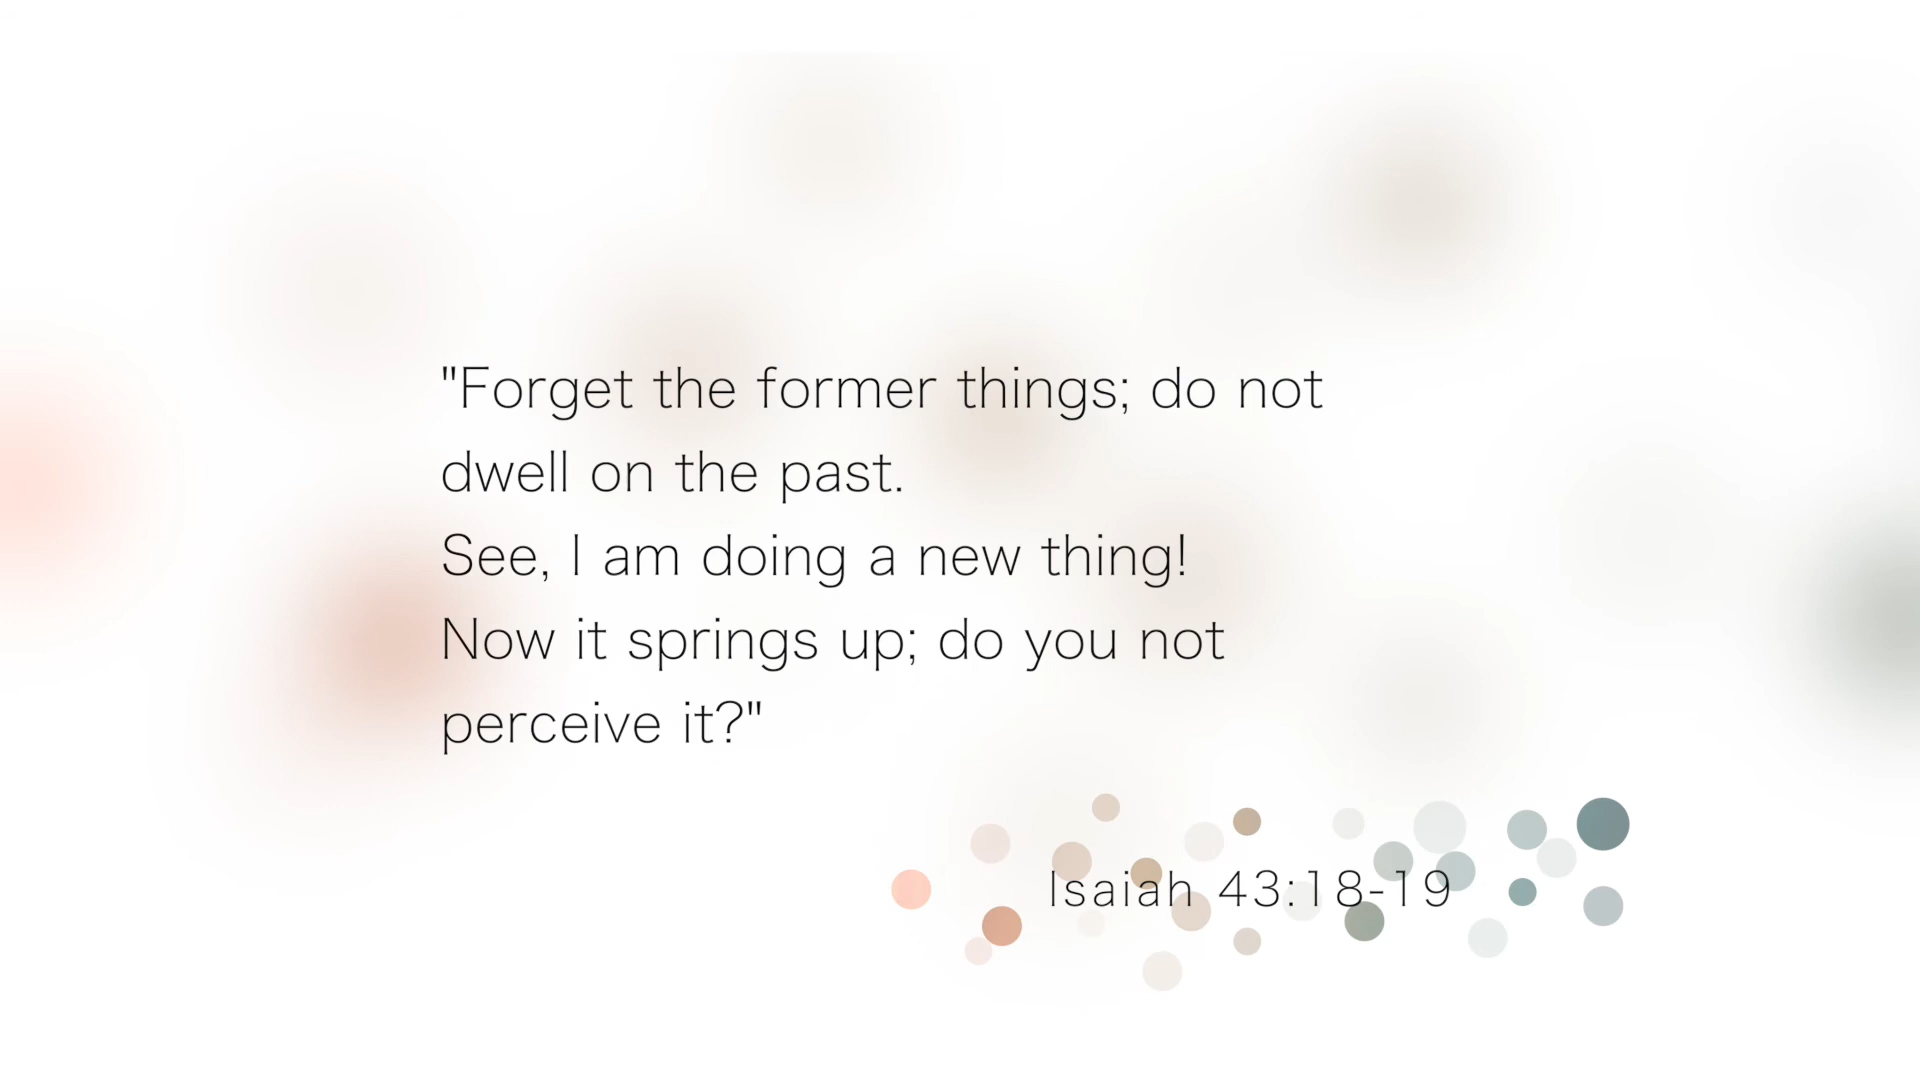 "Forget the former things; do not
dwell on the past.
See, I am doing a new thing!
Now it springs up; do you not
perceive it?"
Isaiah 43:18-19